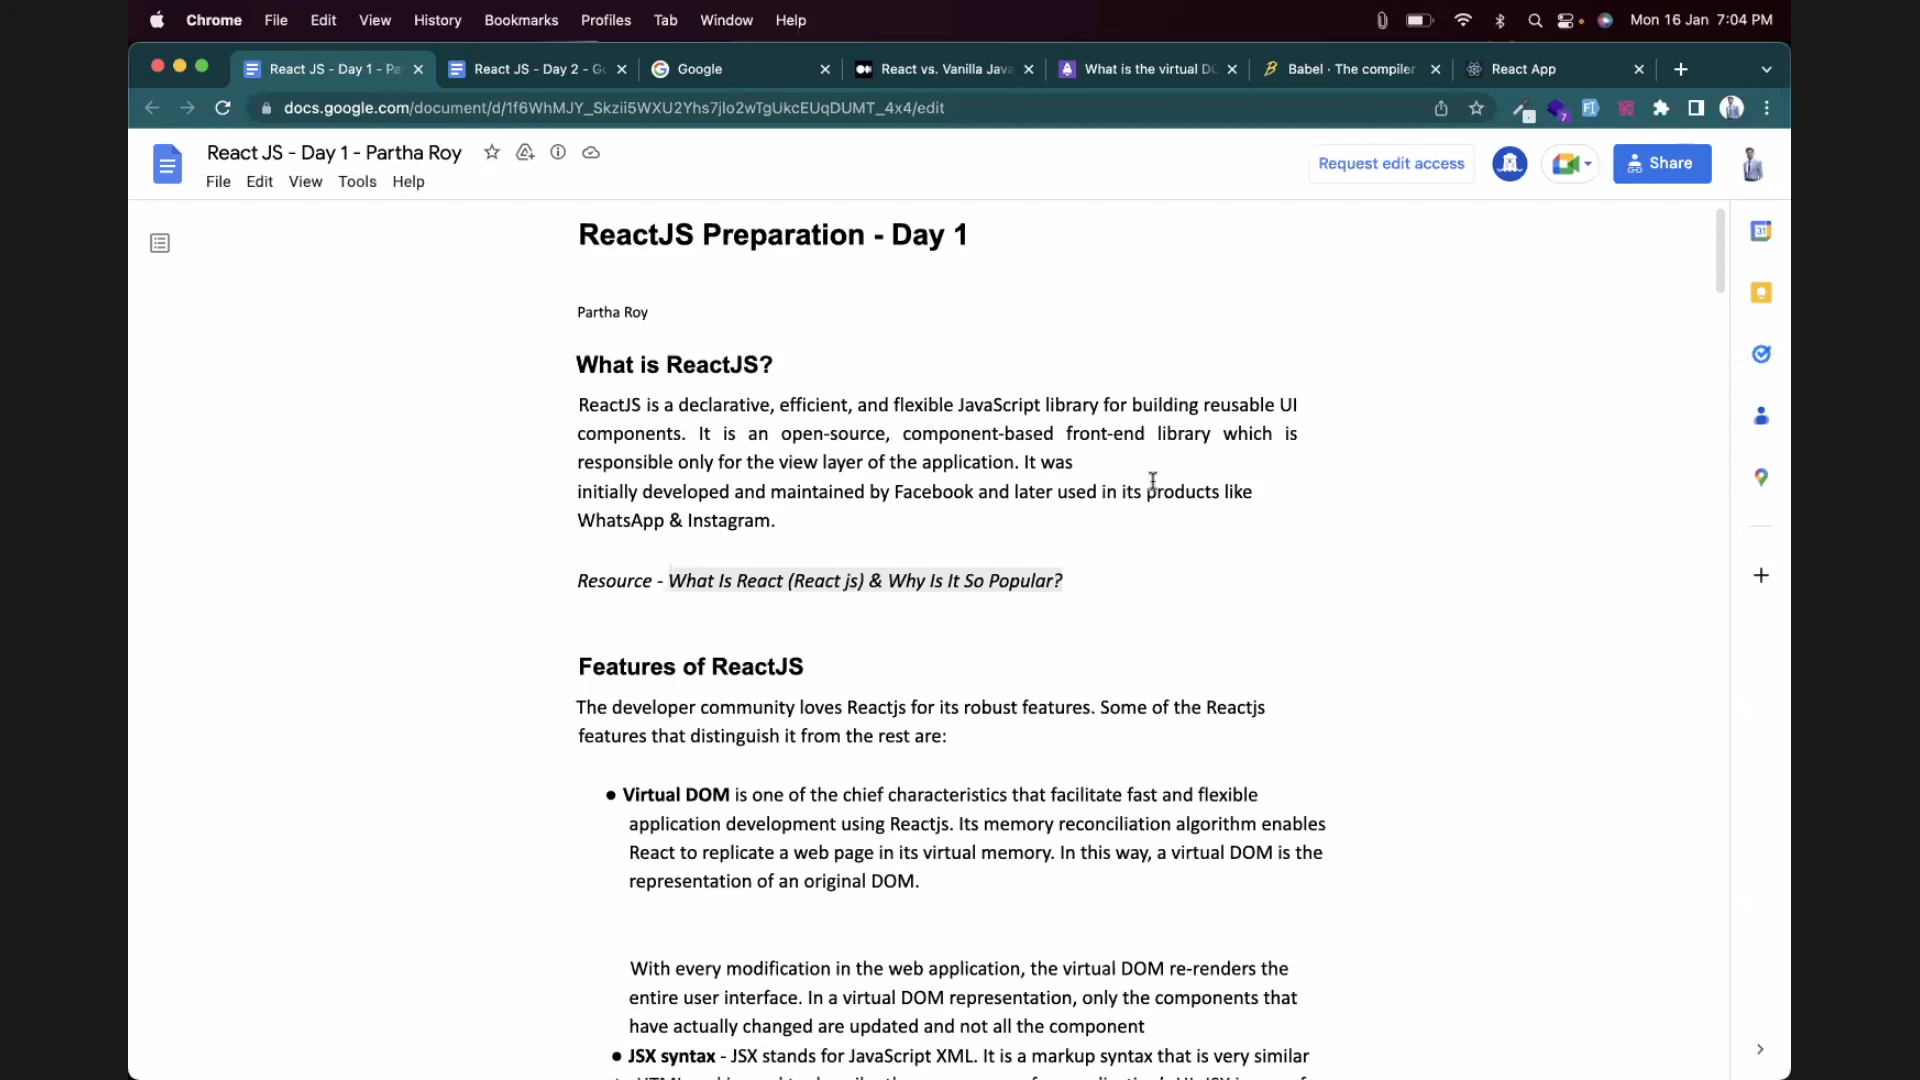 Chrome File Edit View History Bookmarks Profiles Tab Window Help Mon 16 Jan 7:04 PM
React JS - Day 1 - Pa React JS - Day 2 - Go Google React vs. Vanilla Java What is the virtual DO Babel · The compiler React App
docs.google.com/document/d/1f6WhMJY_Skzii5WXU2Yhs7jlo2wTgUkcEUqDUMT_4x4/edit
7
React JS - Day 1 - Partha Roy
Request edit access Share
File Edit View Tools Help
31
ReactJS Preparation - Day 1
Partha Roy
What is ReactJS?
ReactJS is a declarative, efficient, and flexible JavaScript library for building reusable UI
components. It is an open-source, component-based front-end library which is
responsible only for the view layer of the application. It was
initially developed and maintained by Facebook and later used in its products like
WhatsApp & Instagram.
Resource - What Is React (React js) & Why Is It So Popular?
Features of ReactJS
The developer community loves Reactjs for its robust features. Some of the Reactjs
features that distinguish it from the rest are:
● Virtual DOM is one of the chief characteristics that facilitate fast and flexible
application development using Reactjs. Its memory reconciliation algorithm enables
React to replicate a web page in its virtual memory. In this way, a virtual DOM is the
representation of an original DOM.
With every modification in the web application, the virtual DOM re-renders the
entire user interface. In a virtual DOM representation, only the components that
have actually changed are updated and not all the component
● JSX syntax - JSX stands for JavaScript XML. It is a markup syntax that is very similar